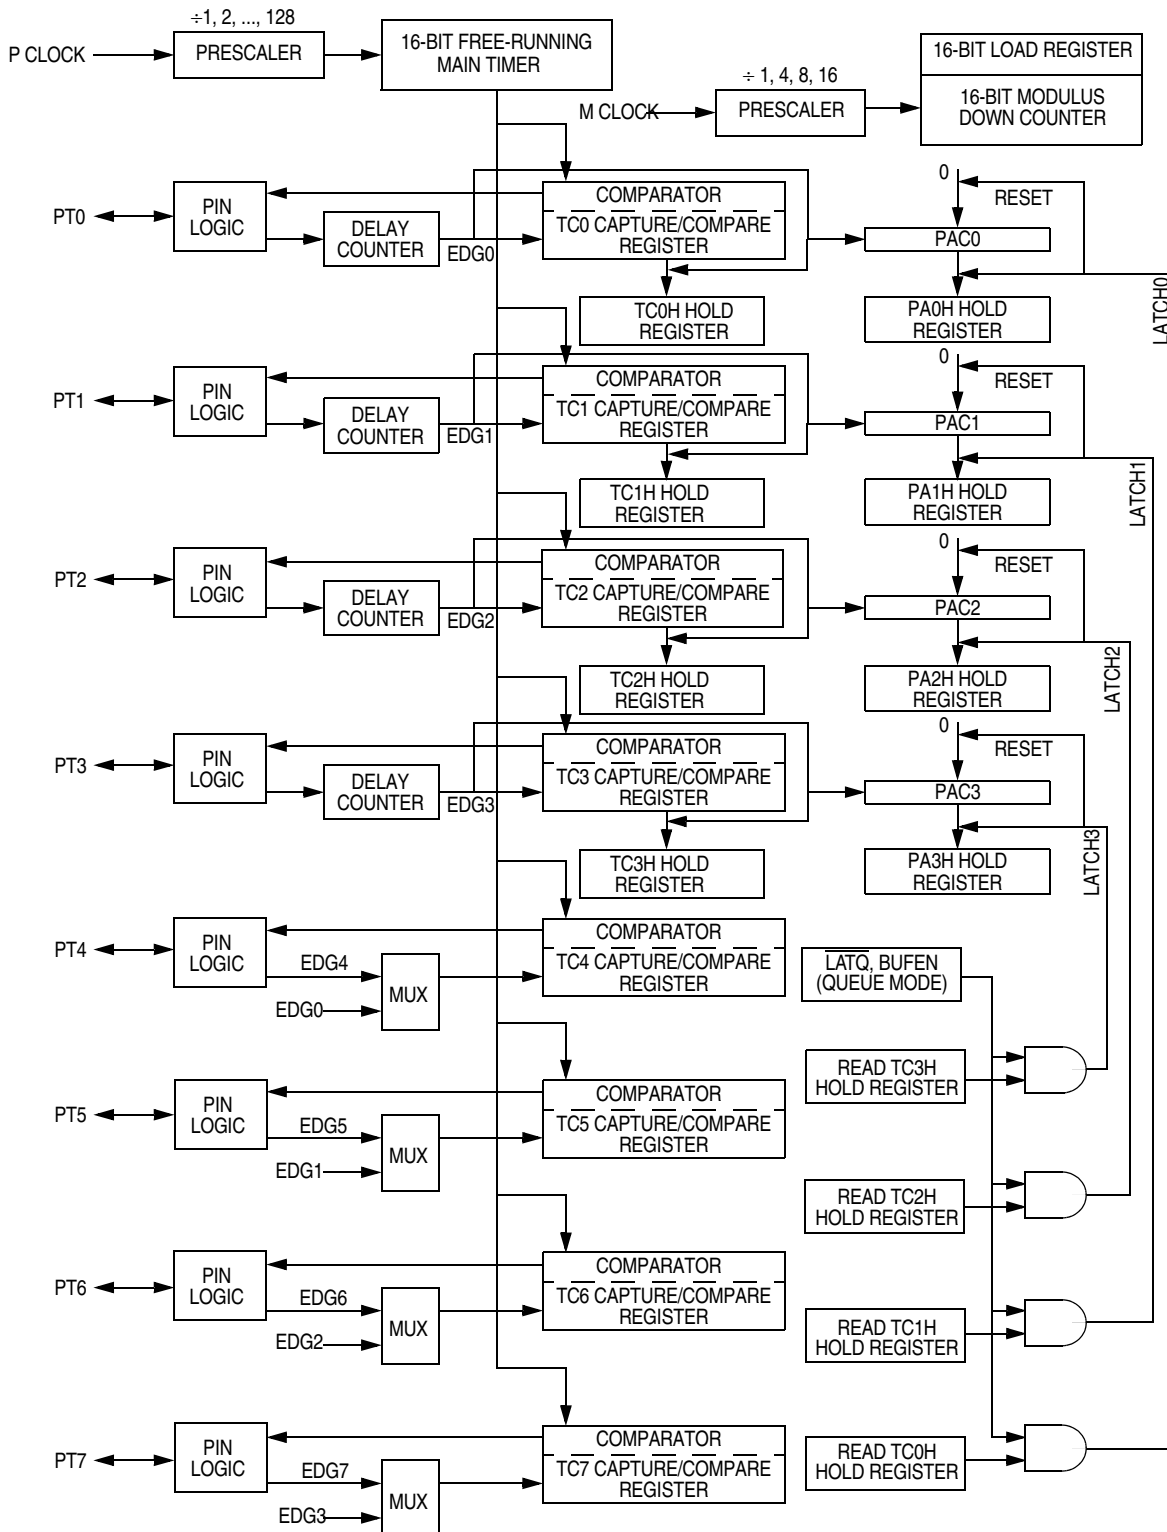 ÷1, 2, ..., 128
P CLOCK
PRESCALER
16-BIT FREE-RUNNING
MAIN TIMER
16-BIT LOAD REGISTER
16-BIT MODULUS
DOWN COUNTER
÷ 1, 4, 8, 16
M CLOCK
PRESCALER
PT0
PIN
LOGIC
DELAY
COUNTER
EDG0
COMPARATOR
TC0 CAPTURE/COMPARE
REGISTER
TC0H HOLD
REGISTER
0
RESET
PAC0
PA0H HOLD
REGISTER
LATCH0
PT1
PIN
LOGIC
DELAY
COUNTER
EDG1
COMPARATOR
TC1 CAPTURE/COMPARE
REGISTER
TC1H HOLD
REGISTER
0
RESET
PAC1
PA1H HOLD
REGISTER
LATCH1
PT2
PIN
LOGIC
DELAY
COUNTER
EDG2
COMPARATOR
TC2 CAPTURE/COMPARE
REGISTER
TC2H HOLD
REGISTER
0
RESET
PAC2
PA2H HOLD
REGISTER
LATCH2
PT3
PIN
LOGIC
DELAY
COUNTER
EDG3
COMPARATOR
TC3 CAPTURE/COMPARE
REGISTER
TC3H HOLD
REGISTER
0
RESET
PAC3
PA3H HOLD
REGISTER
LATCH3
PT4
PIN
LOGIC
EDG4
EDG0
MUX
COMPARATOR
TC4 CAPTURE/COMPARE
REGISTER
LATQ, BUFEN
(QUEUE MODE)
READ TC3H
HOLD REGISTER
PT5
PIN
LOGIC
EDG5
EDG1
MUX
COMPARATOR
TC5 CAPTURE/COMPARE
REGISTER
READ TC2H
HOLD REGISTER
PT6
PIN
LOGIC
EDG6
EDG2
MUX
COMPARATOR
TC6 CAPTURE/COMPARE
REGISTER
READ TC1H
HOLD REGISTER
PT7
PIN
LOGIC
EDG7
EDG3
MUX
COMPARATOR
TC7 CAPTURE/COMPARE
REGISTER
READ TC0H
HOLD REGISTER